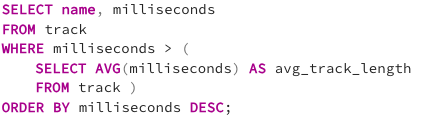 SELECT name, milliseconds
FROM track
WHERE milliseconds > (
    SELECT AVG(milliseconds) AS avg_track_length
    FROM track )
ORDER BY milliseconds DESC;